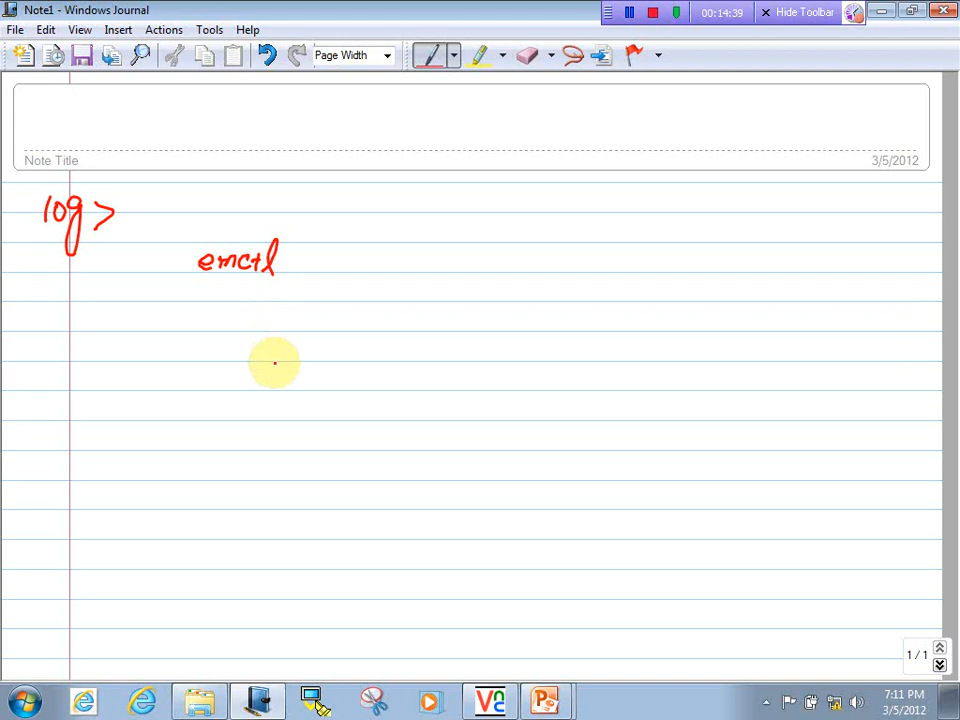 Note1 - Windows Journal
00:14:39 Hide Toolbar
File Edit View Insert Actions Tools Help
Page Width
Note Title 3/5/2012
log >
emctl
1 / 1
7:11 PM
3/5/2012